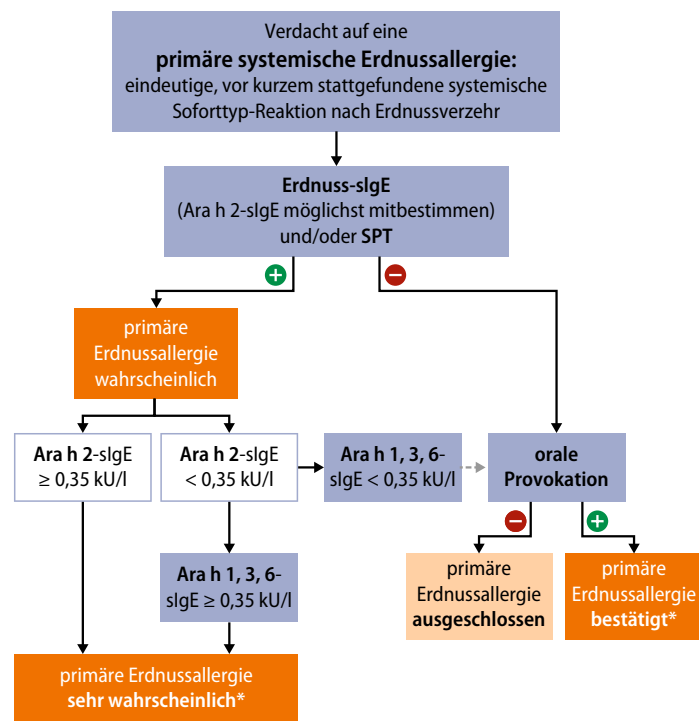 Verdacht auf eine
primäre systemische Erdnussallergie:
eindeutige, vor kurzem stattgefundene systemische
Soforttyp-Reaktion nach Erdnussverzehr
Erdnuss-sIgE
(Ara h 2-sIgE möglichst mitbestimmen)
und/oder SPT
+
−
primäre
Erdnussallergie
wahrscheinlich
Ara h 2-sIgE
≥ 0,35 kU/l
Ara h 2-sIgE
< 0,35 kU/l
Ara h 1, 3, 6-
sIgE < 0,35 kU/l
orale
Provokation
−
+
Ara h 1, 3, 6-
sIgE ≥ 0,35 kU/l
primäre
Erdnussallergie
ausgeschlossen
primäre
Erdnussallergie
bestätigt*
primäre Erdnussallergie
sehr wahrscheinlich*